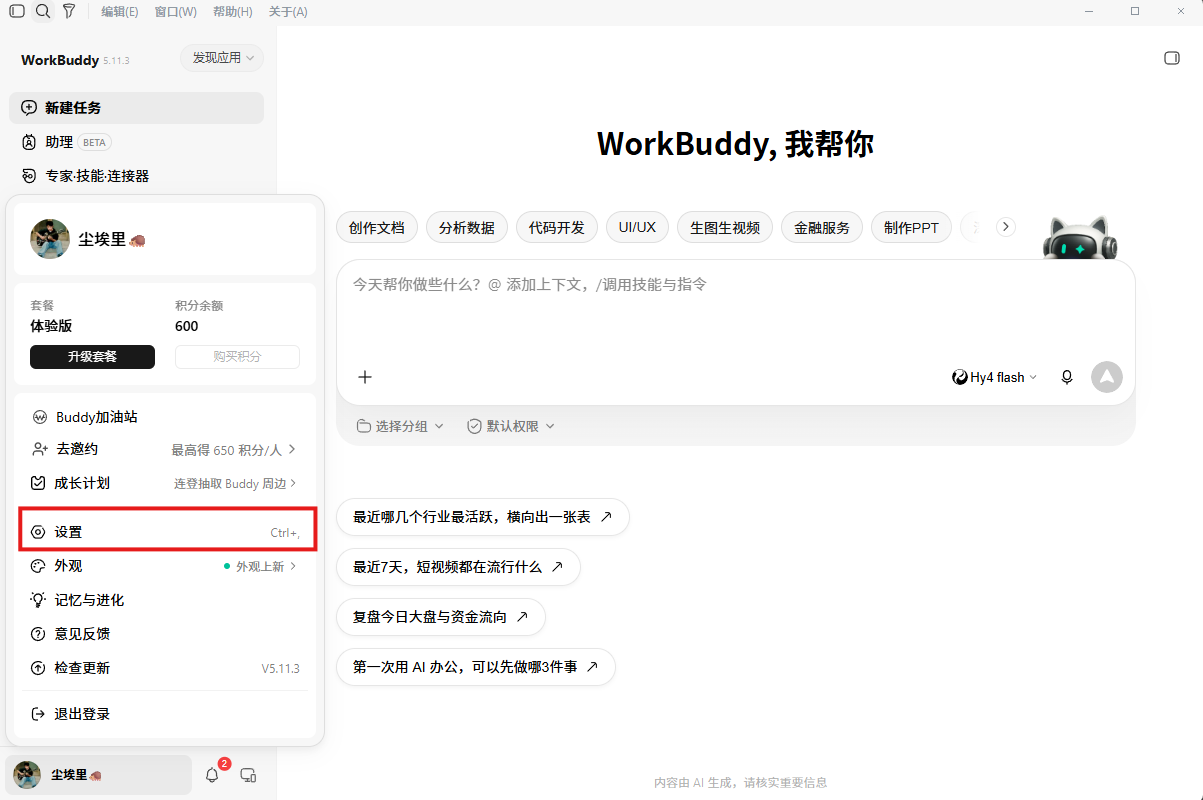 编辑(E) 窗口(W) 帮助(H) 关于(A)
WorkBuddy 5.11.3 发现应用
新建任务
助理 BETA
专家·技能·连接器
尘埃里
套餐 积分余额
体验版 600
升级套餐 购买积分
Buddy加油站
去邀约 最高得 650 积分/人
成长计划 连登抽取 Buddy 周边
设置 Ctrl+,
外观 外观上新
记忆与进化
意见反馈
检查更新 V5.11.3
退出登录
尘埃里 2
WorkBuddy, 我帮你
创作文档 分析数据 代码开发 UI/UX 生图生视频 金融服务 制作PPT
今天帮你做些什么? @ 添加上下文，/调用技能与指令
Hy4 flash
选择分组 默认权限
最近哪几个行业最活跃，横向出一张表
最近7天，短视频都在流行什么
复盘今日大盘与资金流向
第一次用 AI 办公，可以先做哪3件事
内容由 AI 生成，请核实重要信息